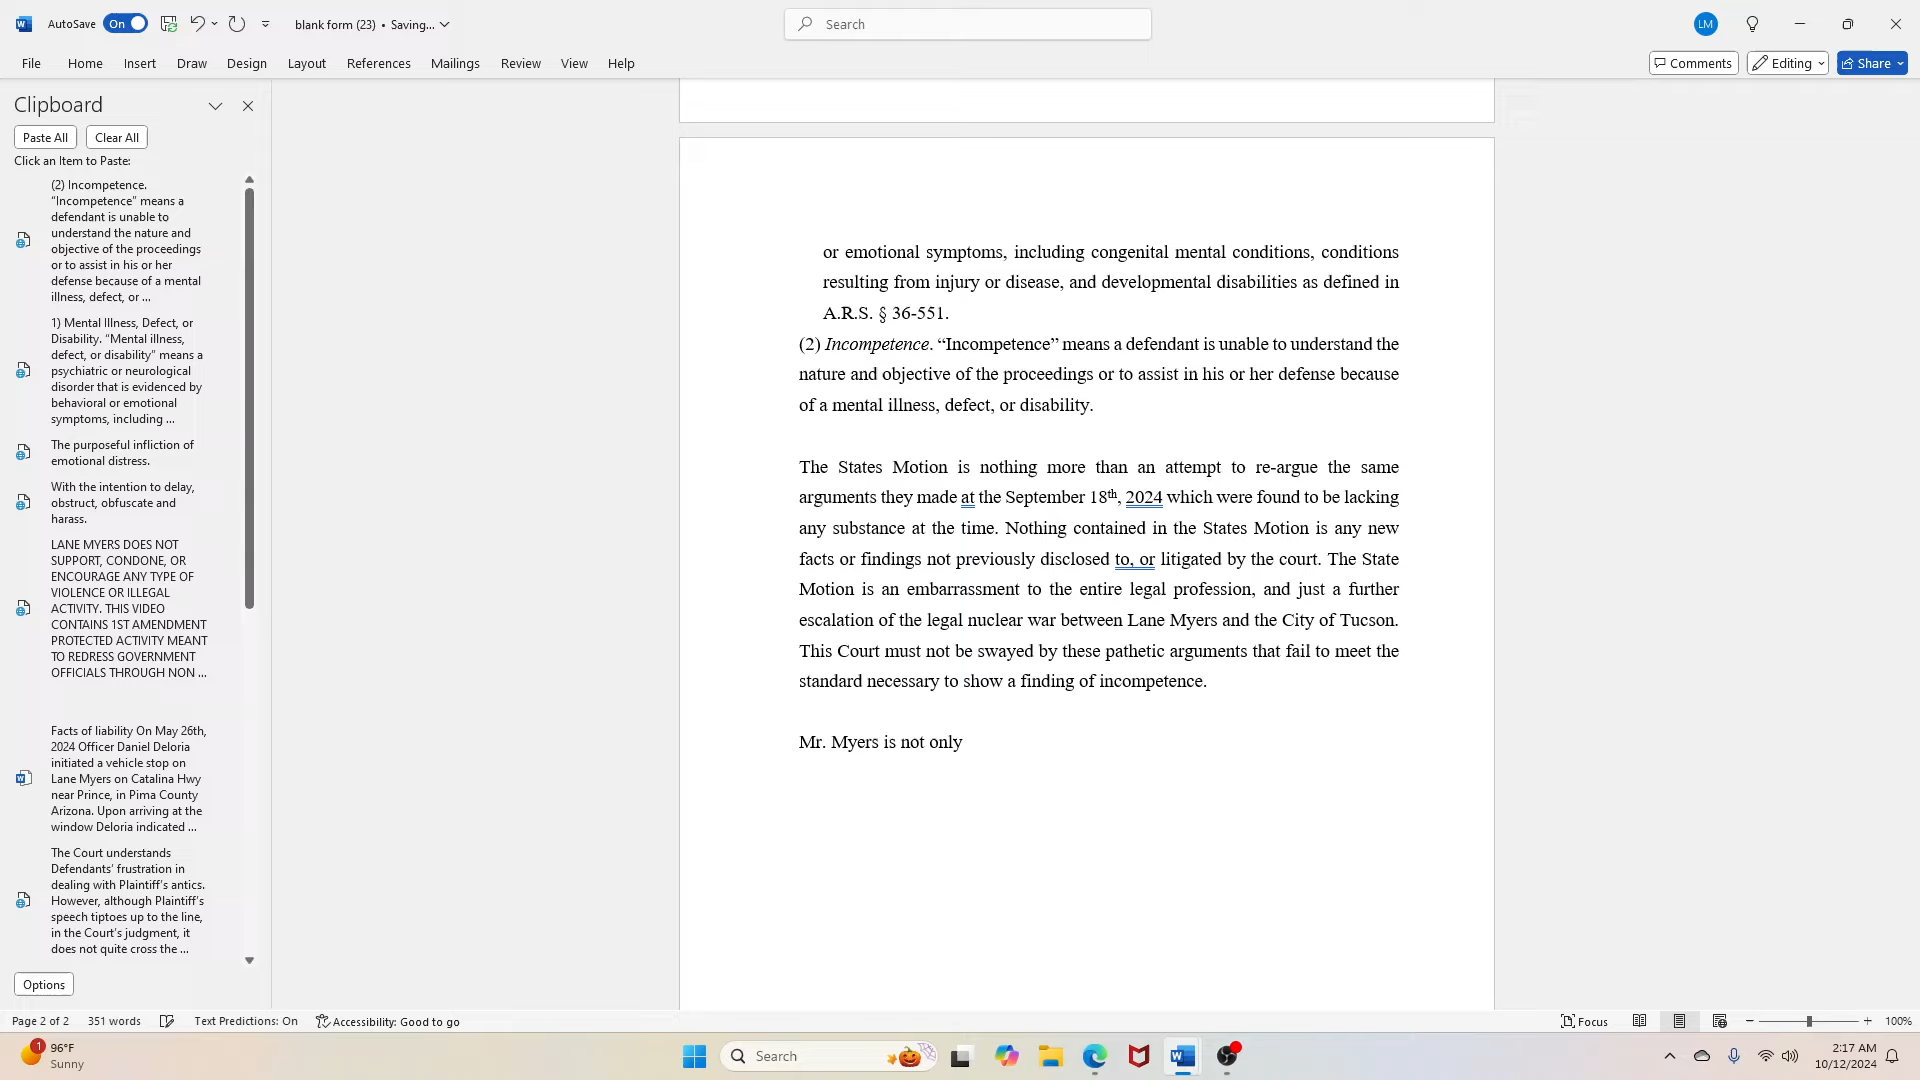 AutoSave On blank form (23) • Saving... Search LM
File Home Insert Draw Design Layout References Mailings Review View Help Comments Editing Share
Clipboard
Paste All Clear All
Click an Item to Paste:
(2) Incompetence.
“Incompetence” means a
defendant is unable to
understand the nature and
objective of the proceedings
or to assist in his or her
defense because of a mental
illness, defect, or ...
1) Mental Illness, Defect, or
Disability. “Mental illness,
defect, or disability” means a
psychiatric or neurological
disorder that is evidenced by
behavioral or emotional
symptoms, including ...
The purposeful infliction of
emotional distress.
With the intention to delay,
obstruct, obfuscate and
harass.
LANE MYERS DOES NOT
SUPPORT, CONDONE, OR
ENCOURAGE ANY TYPE OF
VIOLENCE OR ILLEGAL
ACTIVITY. THIS VIDEO
CONTAINS 1ST AMENDMENT
PROTECTED ACTIVITY MEANT
TO REDRESS GOVERNMENT
OFFICIALS THROUGH NON ...
Facts of liability On May 26th,
2024 Officer Daniel Deloria
initiated a vehicle stop on
Lane Myers on Catalina Hwy
near Prince, in Pima County
Arizona. Upon arriving at the
window Deloria indicated ...
The Court understands
Defendants’ frustration in
dealing with Plaintiff’s antics.
However, although Plaintiff’s
speech tiptoes up to the line,
in the Court’s judgment, it
does not quite cross the ...
Options
or emotional symptoms, including congenital mental conditions, conditions
resulting from injury or disease, and developmental disabilities as defined in
A.R.S. § 36-551.
(2) Incompetence. “Incompetence” means a defendant is unable to understand the
nature and objective of the proceedings or to assist in his or her defense because
of a mental illness, defect, or disability.
The States Motion is nothing more than an attempt to re-argue the same
arguments they made at the September 18th, 2024 which were found to be lacking
any substance at the time. Nothing contained in the States Motion is any new
facts or findings not previously disclosed to, or litigated by the court. The State
Motion is an embarrassment to the entire legal profession, and just a further
escalation of the legal nuclear war between Lane Myers and the City of Tucson.
This Court must not be swayed by these pathetic arguments that fail to meet the
standard necessary to show a finding of incompetence.
Mr. Myers is not only
Page 2 of 2 351 words Text Predictions: On Accessibility: Good to go Focus 100%
1 96°F
Sunny
Search
2:17 AM
10/12/2024